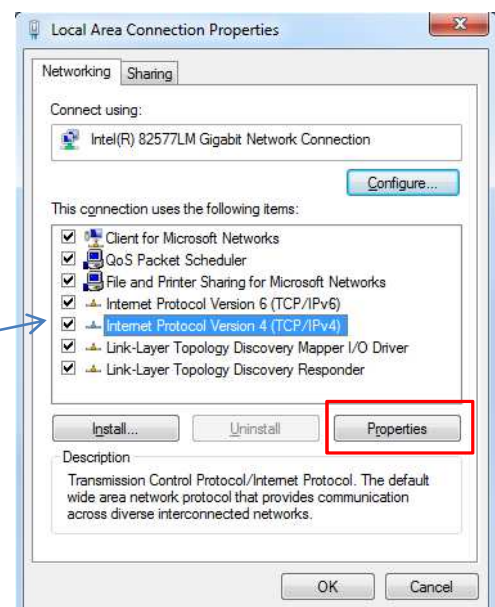 Local Area Connection Properties
Networking
Sharing
Connect using:
Intel(R) 82577LM Gigabit Network Connection
Configure...
This connection uses the following items:
Client for Microsoft Networks
QoS Packet Scheduler
File and Printer Sharing for Microsoft Networks
Internet Protocol Version 6 (TCP/IPv6)
Internet Protocol Version 4 (TCP/IPv4)
Link-Layer Topology Discovery Mapper I/O Driver
Link-Layer Topology Discovery Responder
Install...
Uninstall
Properties
Description
Transmission Control Protocol/Internet Protocol. The default
wide area network protocol that provides communication
across diverse interconnected networks.
OK
Cancel